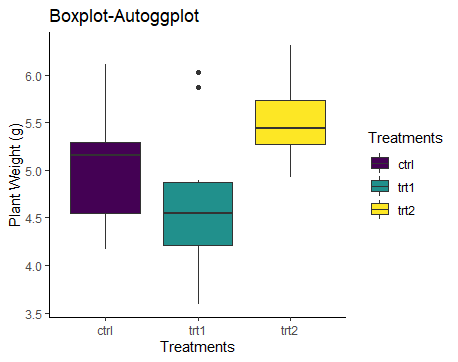 Boxplot-Autoggplot
Plant Weight (g)
6.0
5.5
5.0
4.5
4.0
3.5
ctrl
trt1
trt2
Treatments
Treatments
ctrl
trt1
trt2